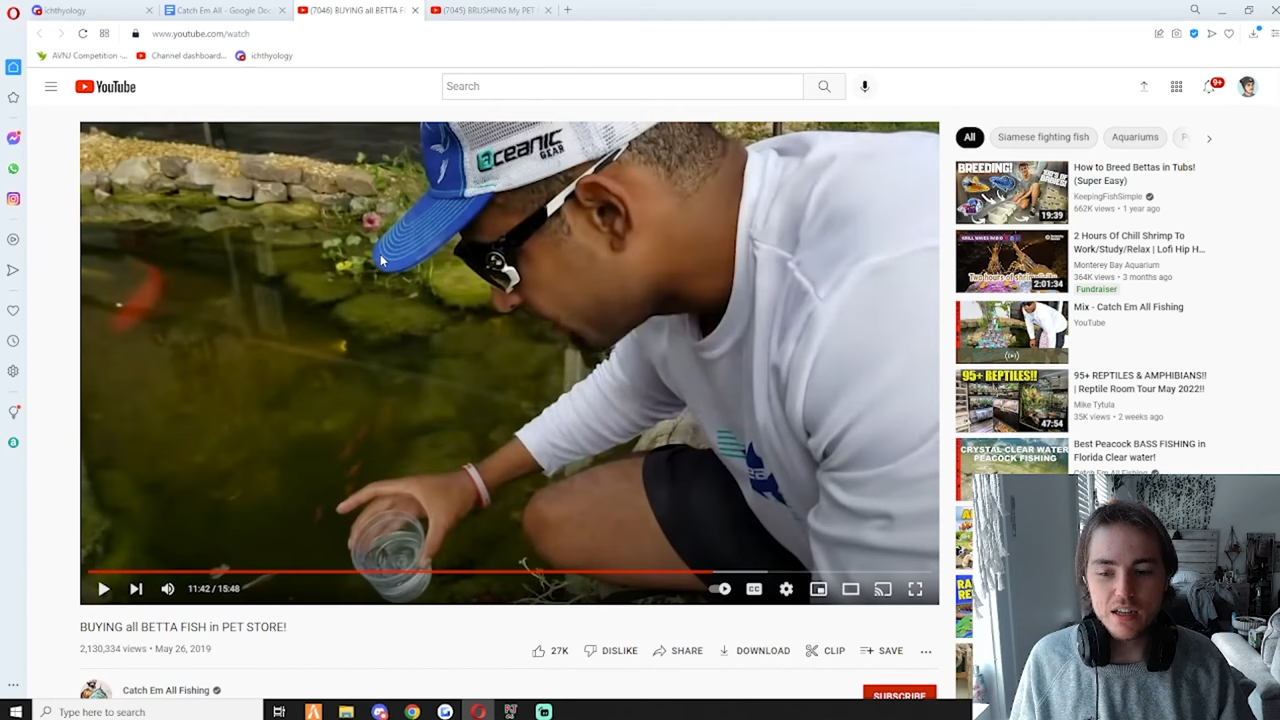 ichthyology
Catch Em All - Google Doc
(7046) BUYING all BETTA F
(7045) BRUSHING My PET
www.youtube.com/watch
AVNJ Competition -...
Channel dashboard...
ichthyology
YouTube
Search
9+
OCEANIC
GEAR
11:42 / 15:48
CC
BUYING all BETTA FISH in PET STORE!
2,130,334 views • May 26, 2019
27K
DISLIKE
SHARE
DOWNLOAD
CLIP
SAVE
Catch Em All Fishing
SUBSCRIBE
All
Siamese fighting fish
Aquariums
BREEDING!
19:39
How to Breed Bettas in Tubs!
(Super Easy)
KeepingFishSimple
662K views • 1 year ago
2:01:34
2 Hours Of Chill Shrimp To
Work/Study/Relax | Lofi Hip H...
Monterey Bay Aquarium
364K views • 3 months ago
Fundraiser
Mix - Catch Em All Fishing
YouTube
95+ REPTILES!!
47:54
95+ REPTILES & AMPHIBIANS!!
| Reptile Room Tour May 2022!!
Mike Tytula
35K views • 2 weeks ago
CRYSTAL CLEAR WATER
PEACOCK FISHING
Best Peacock BASS FISHING in
Florida Clear water!
Catch Em All Fishing
Type here to search